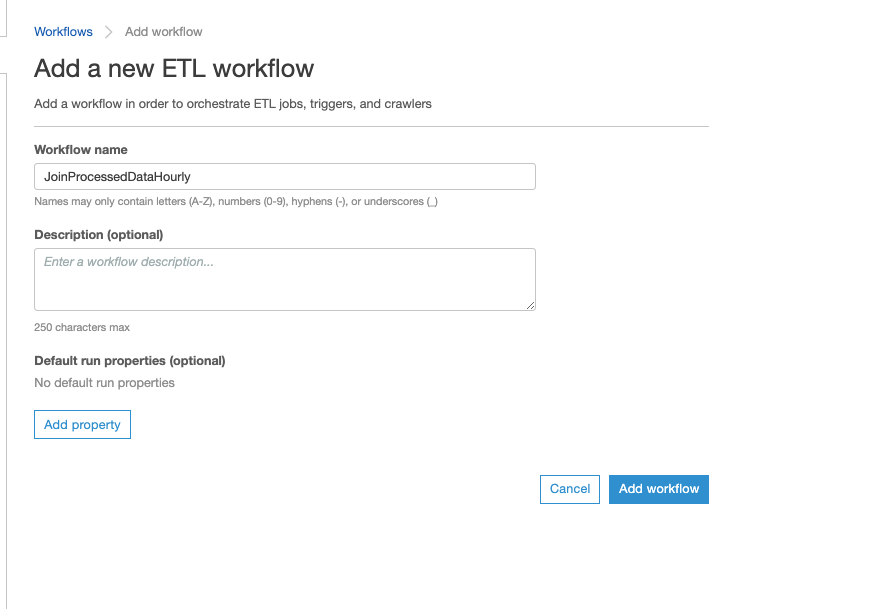 Workflows > Add workflow
Add a new ETL workflow
Add a workflow in order to orchestrate ETL jobs, triggers, and crawlers
Workflow name
JoinProcessedDataHourly
Names may only contain letters (A-Z), numbers (0-9), hyphens (-), or underscores (_)
Description (optional)
Enter a workflow description...
250 characters max
Default run properties (optional)
No default run properties
Add property
Cancel Add workflow